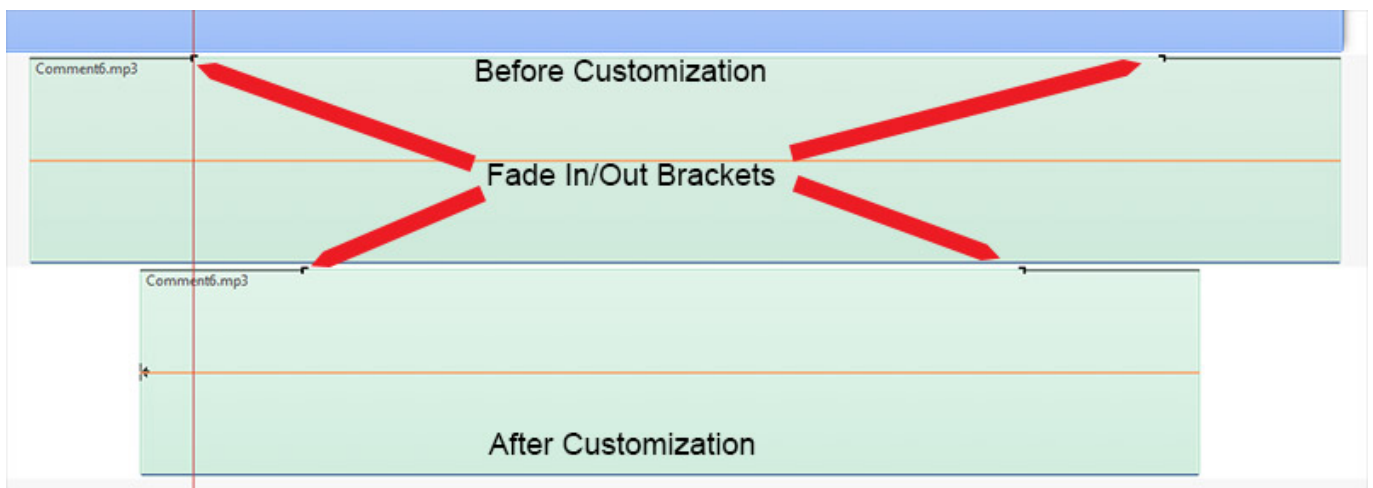 Comment6.mp3
Before Customization
Fade In/Out Brackets
Comment6.mp3
After Customization